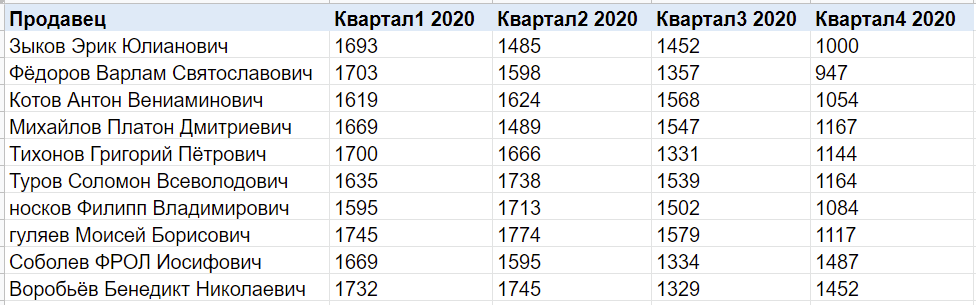 Продавец Квартал1 2020 Квартал2 2020 Квартал3 2020 Квартал4 2020
Зыков Эрик Юлианович 1693 1485 1452 1000
Фёдоров Варлам Святославович 1703 1598 1357 947
Котов Антон Вениаминович 1619 1624 1568 1054
Михайлов Платон Дмитриевич 1669 1489 1547 1167
Тихонов Григорий Пётрович 1700 1666 1331 1144
Туров Соломон Всеволодович 1635 1738 1539 1164
носков Филипп Владимирович 1595 1713 1502 1084
гуляев Моисей Борисович 1745 1774 1579 1117
Соболев ФРОЛ Иосифович 1669 1595 1334 1487
Воробьёв Бенедикт Николаевич 1732 1745 1329 1452